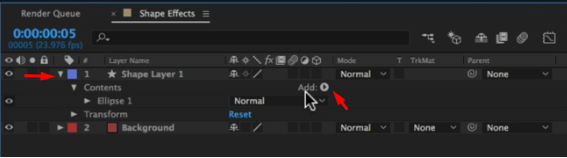 Render Queue × Shape Effects ≡
0:00:00:05
00005 (23.976 fps)
# Layer Name Mode T TrkMat Parent
1 Shape Layer 1 Normal None
Contents Add:
Ellipse 1 Normal
Transform Reset
2 Background Normal None None